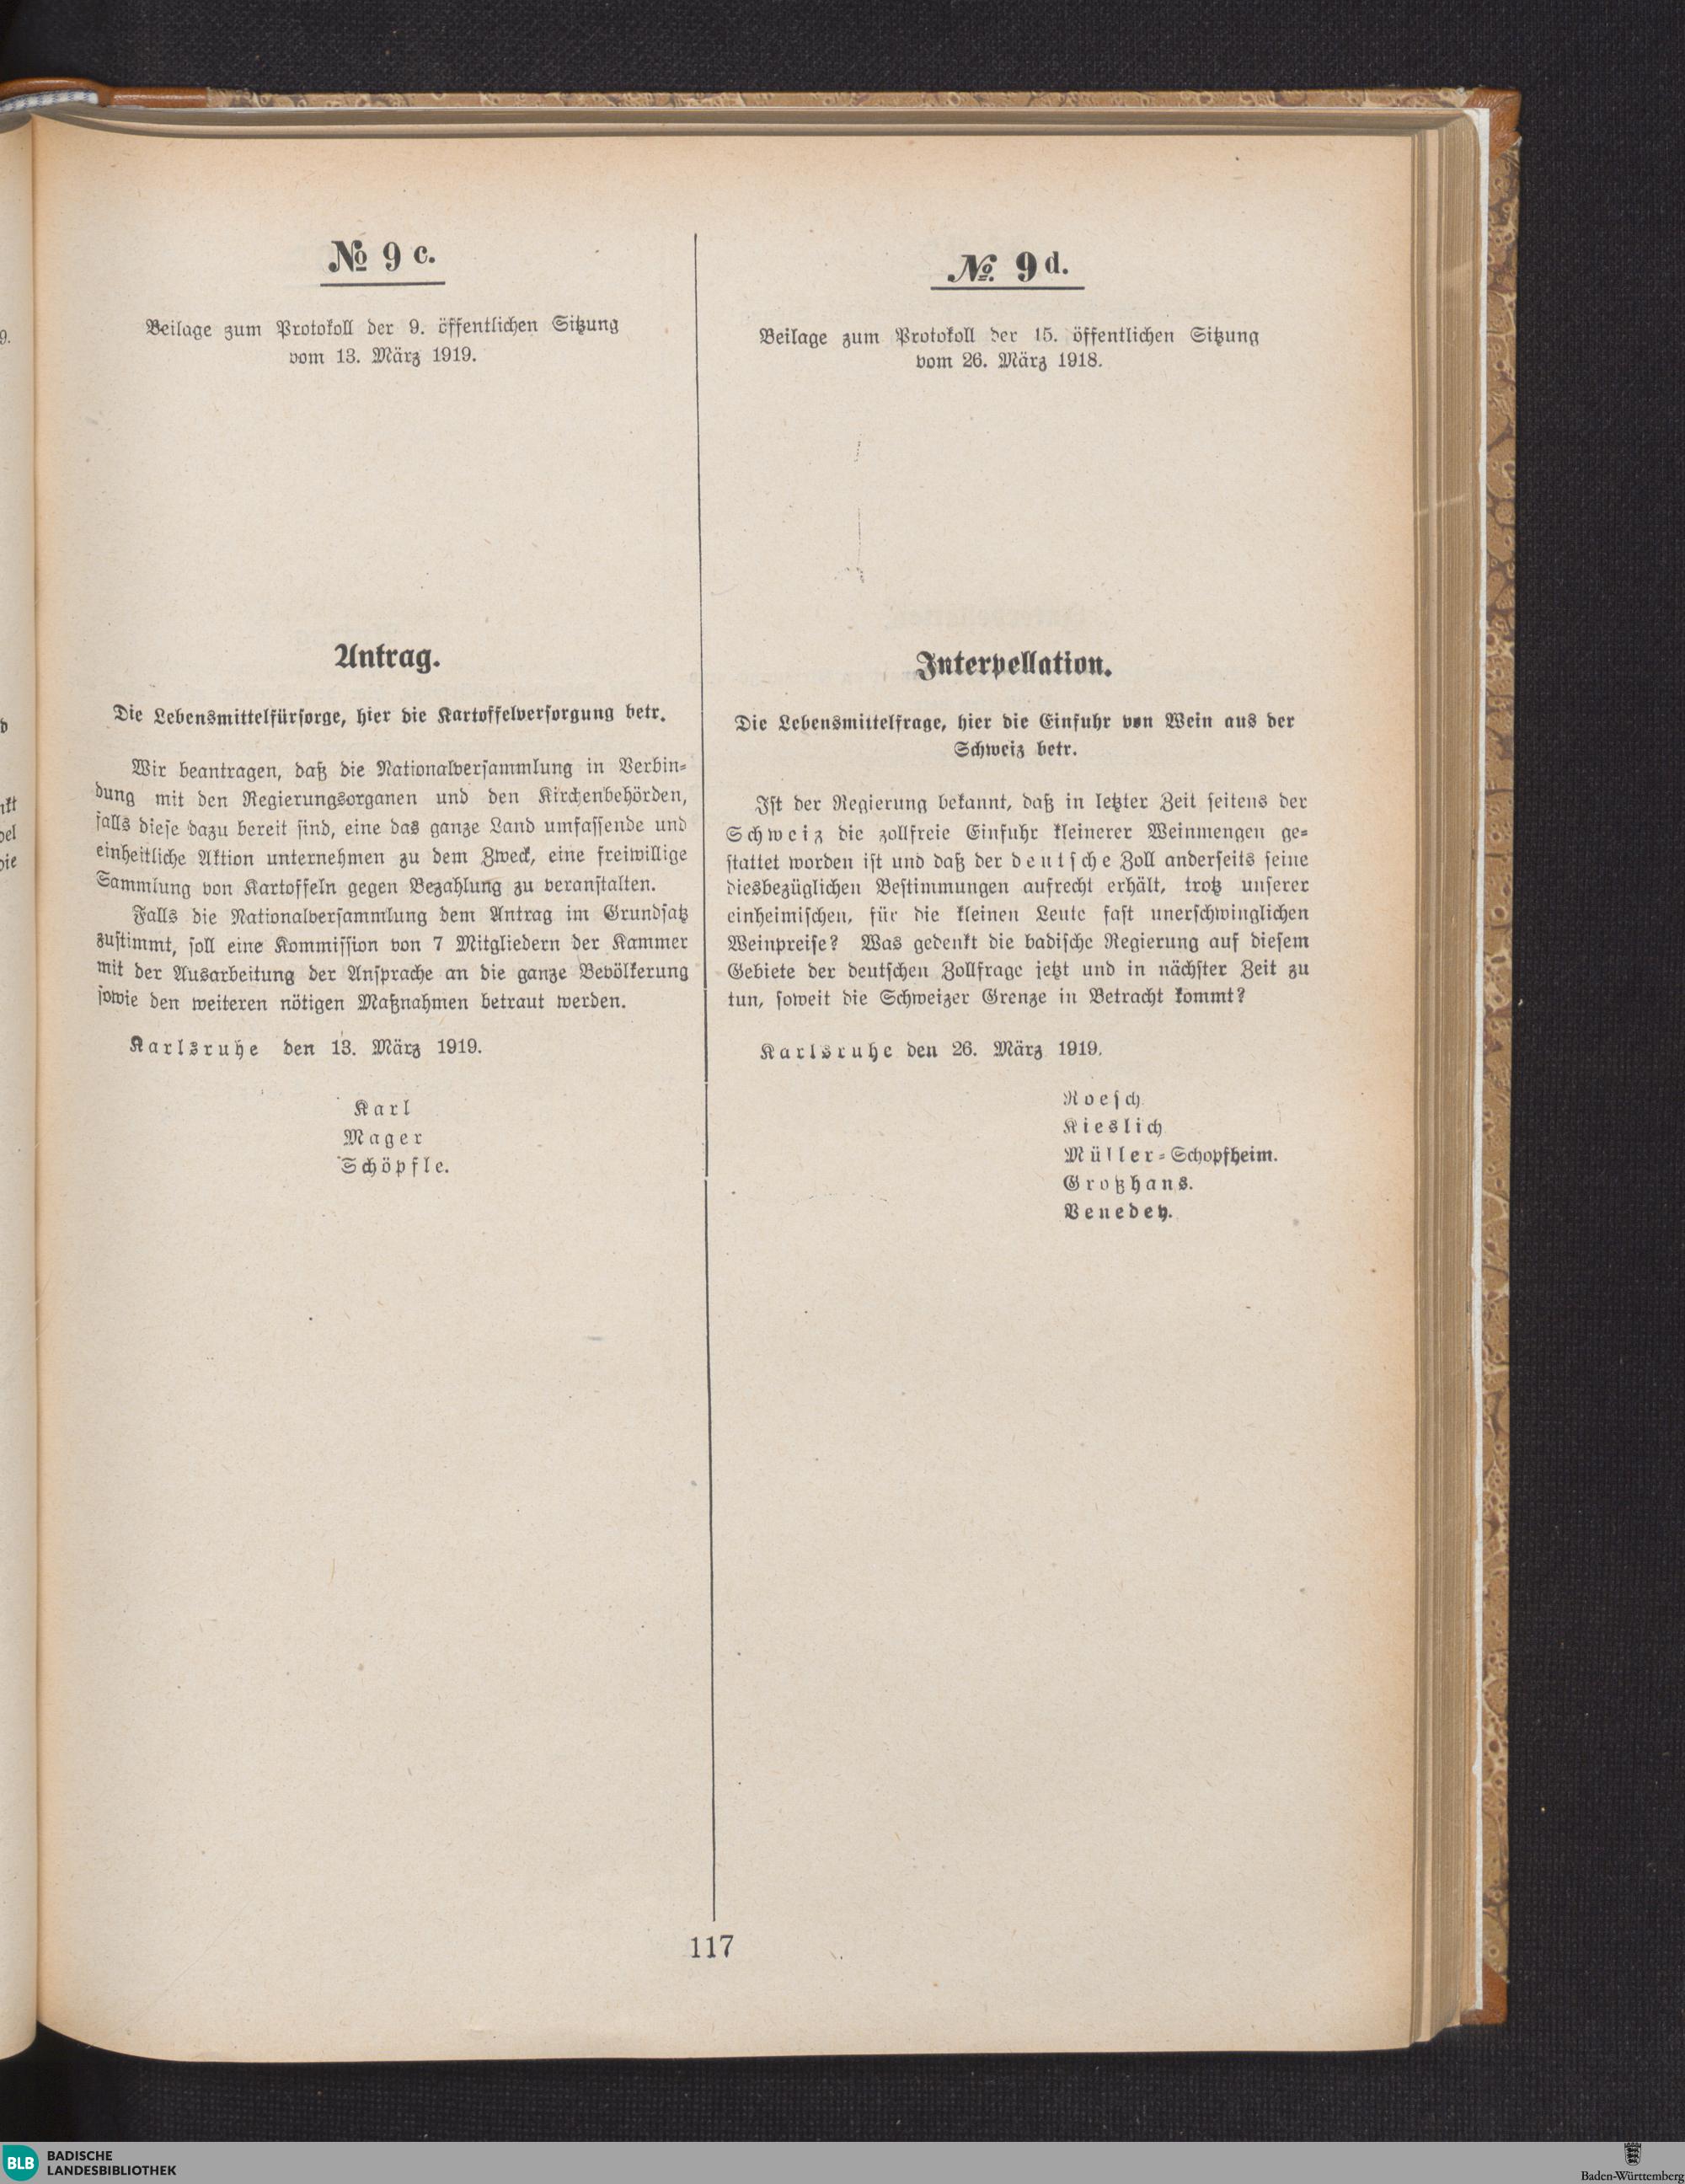 № 9 c.
Beilage zum Protokoll der 9. öffentlichen Sitzung
vom 13. März 1919.
Antrag.
Die Lebensmittelfürsorge, hier die Kartoffelversorgung betr.
Wir beantragen, daß die Nationalversammlung in Verbin-
dung mit den Regierungsorganen und den Kirchenbehörden,
falls diese dazu bereit sind, eine das ganze Land umfassende und
einheitliche Aktion unternehmen zu dem Zweck, eine freiwillige
Sammlung von Kartoffeln gegen Bezahlung zu veranstalten.
Falls die Nationalversammlung dem Antrag im Grundsatz
zustimmt, soll eine Kommission von 7 Mitgliedern der Kammer
mit der Ausarbeitung der Ansprache an die ganze Bevölkerung
sowie den weiteren nötigen Maßnahmen betraut werden.
Karlsruhe den 13. März 1919.
Karl
Mager
Schöpfle.
№ 9 d.
Beilage zum Protokoll der 15. öffentlichen Sitzung
vom 26. März 1918.
Interpellation.
Die Lebensmittelfrage, hier die Einfuhr von Wein aus der
Schweiz betr.
Ist der Regierung bekannt, daß in letzter Zeit seitens der
Schweiz die zollfreie Einfuhr kleinerer Weinmengen ge-
stattet worden ist und daß der deutsche Zoll anderseits seine
diesbezüglichen Bestimmungen aufrecht erhält, trotz unserer
einheimischen, für die kleinen Leute fast unerschwinglichen
Weinpreise? Was gedenkt die badische Regierung auf diesem
Gebiete der deutschen Zollfrage jetzt und in nächster Zeit zu
tun, soweit die Schweizer Grenze in Betracht kommt?
Karlsruhe den 26. März 1919.
Roesch
Kieslich
Müller-Schopfheim.
Großhans.
Venedey.
117
BLB BADISCHE
LANDESBIBLIOTHEK
Baden-Württemberg